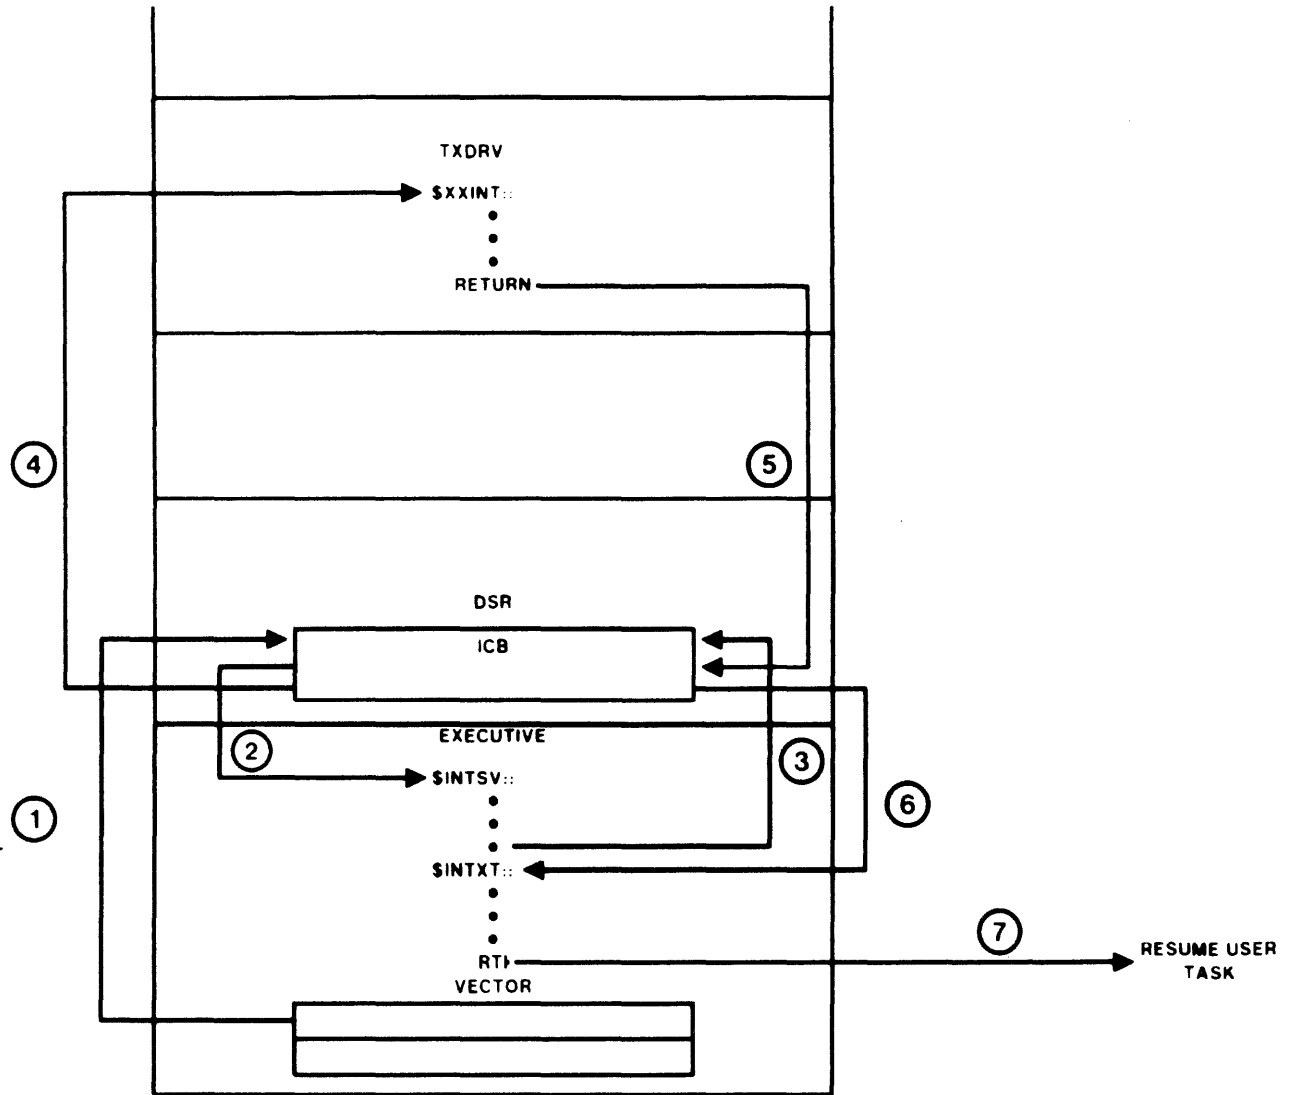 TXDRV
$XXINT::
RETURN
4
5
DSR
ICB
EXECUTIVE
2
3
$INTSV::
6
1
$INTXT::
7
RTI
RESUME USER
TASK
VECTOR